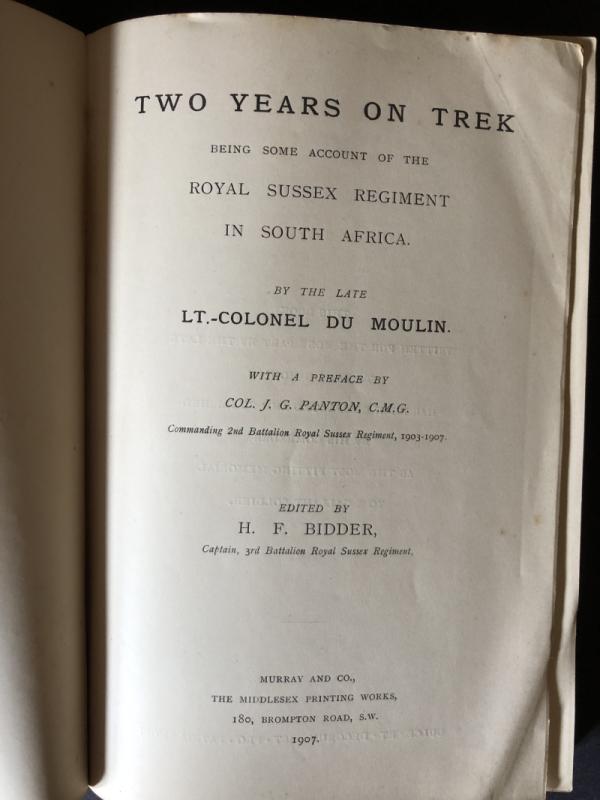 TWO YEARS ON TREK
BEING SOME ACCOUNT OF THE
ROYAL SUSSEX REGIMENT
IN SOUTH AFRICA.
BY THE LATE
LT.-COLONEL DU MOULIN.
WITH A PREFACE BY
COL. J. G. PANTON, C.M.G.
Commanding 2nd Battalion Royal Sussex Regiment, 1903-1907.
EDITED BY
H. F. BIDDER,
Captain, 3rd Battalion Royal Sussex Regiment.
MURRAY AND CO.,
THE MIDDLESEX PRINTING WORKS,
180, BROMPTON ROAD, S.W.
1907.